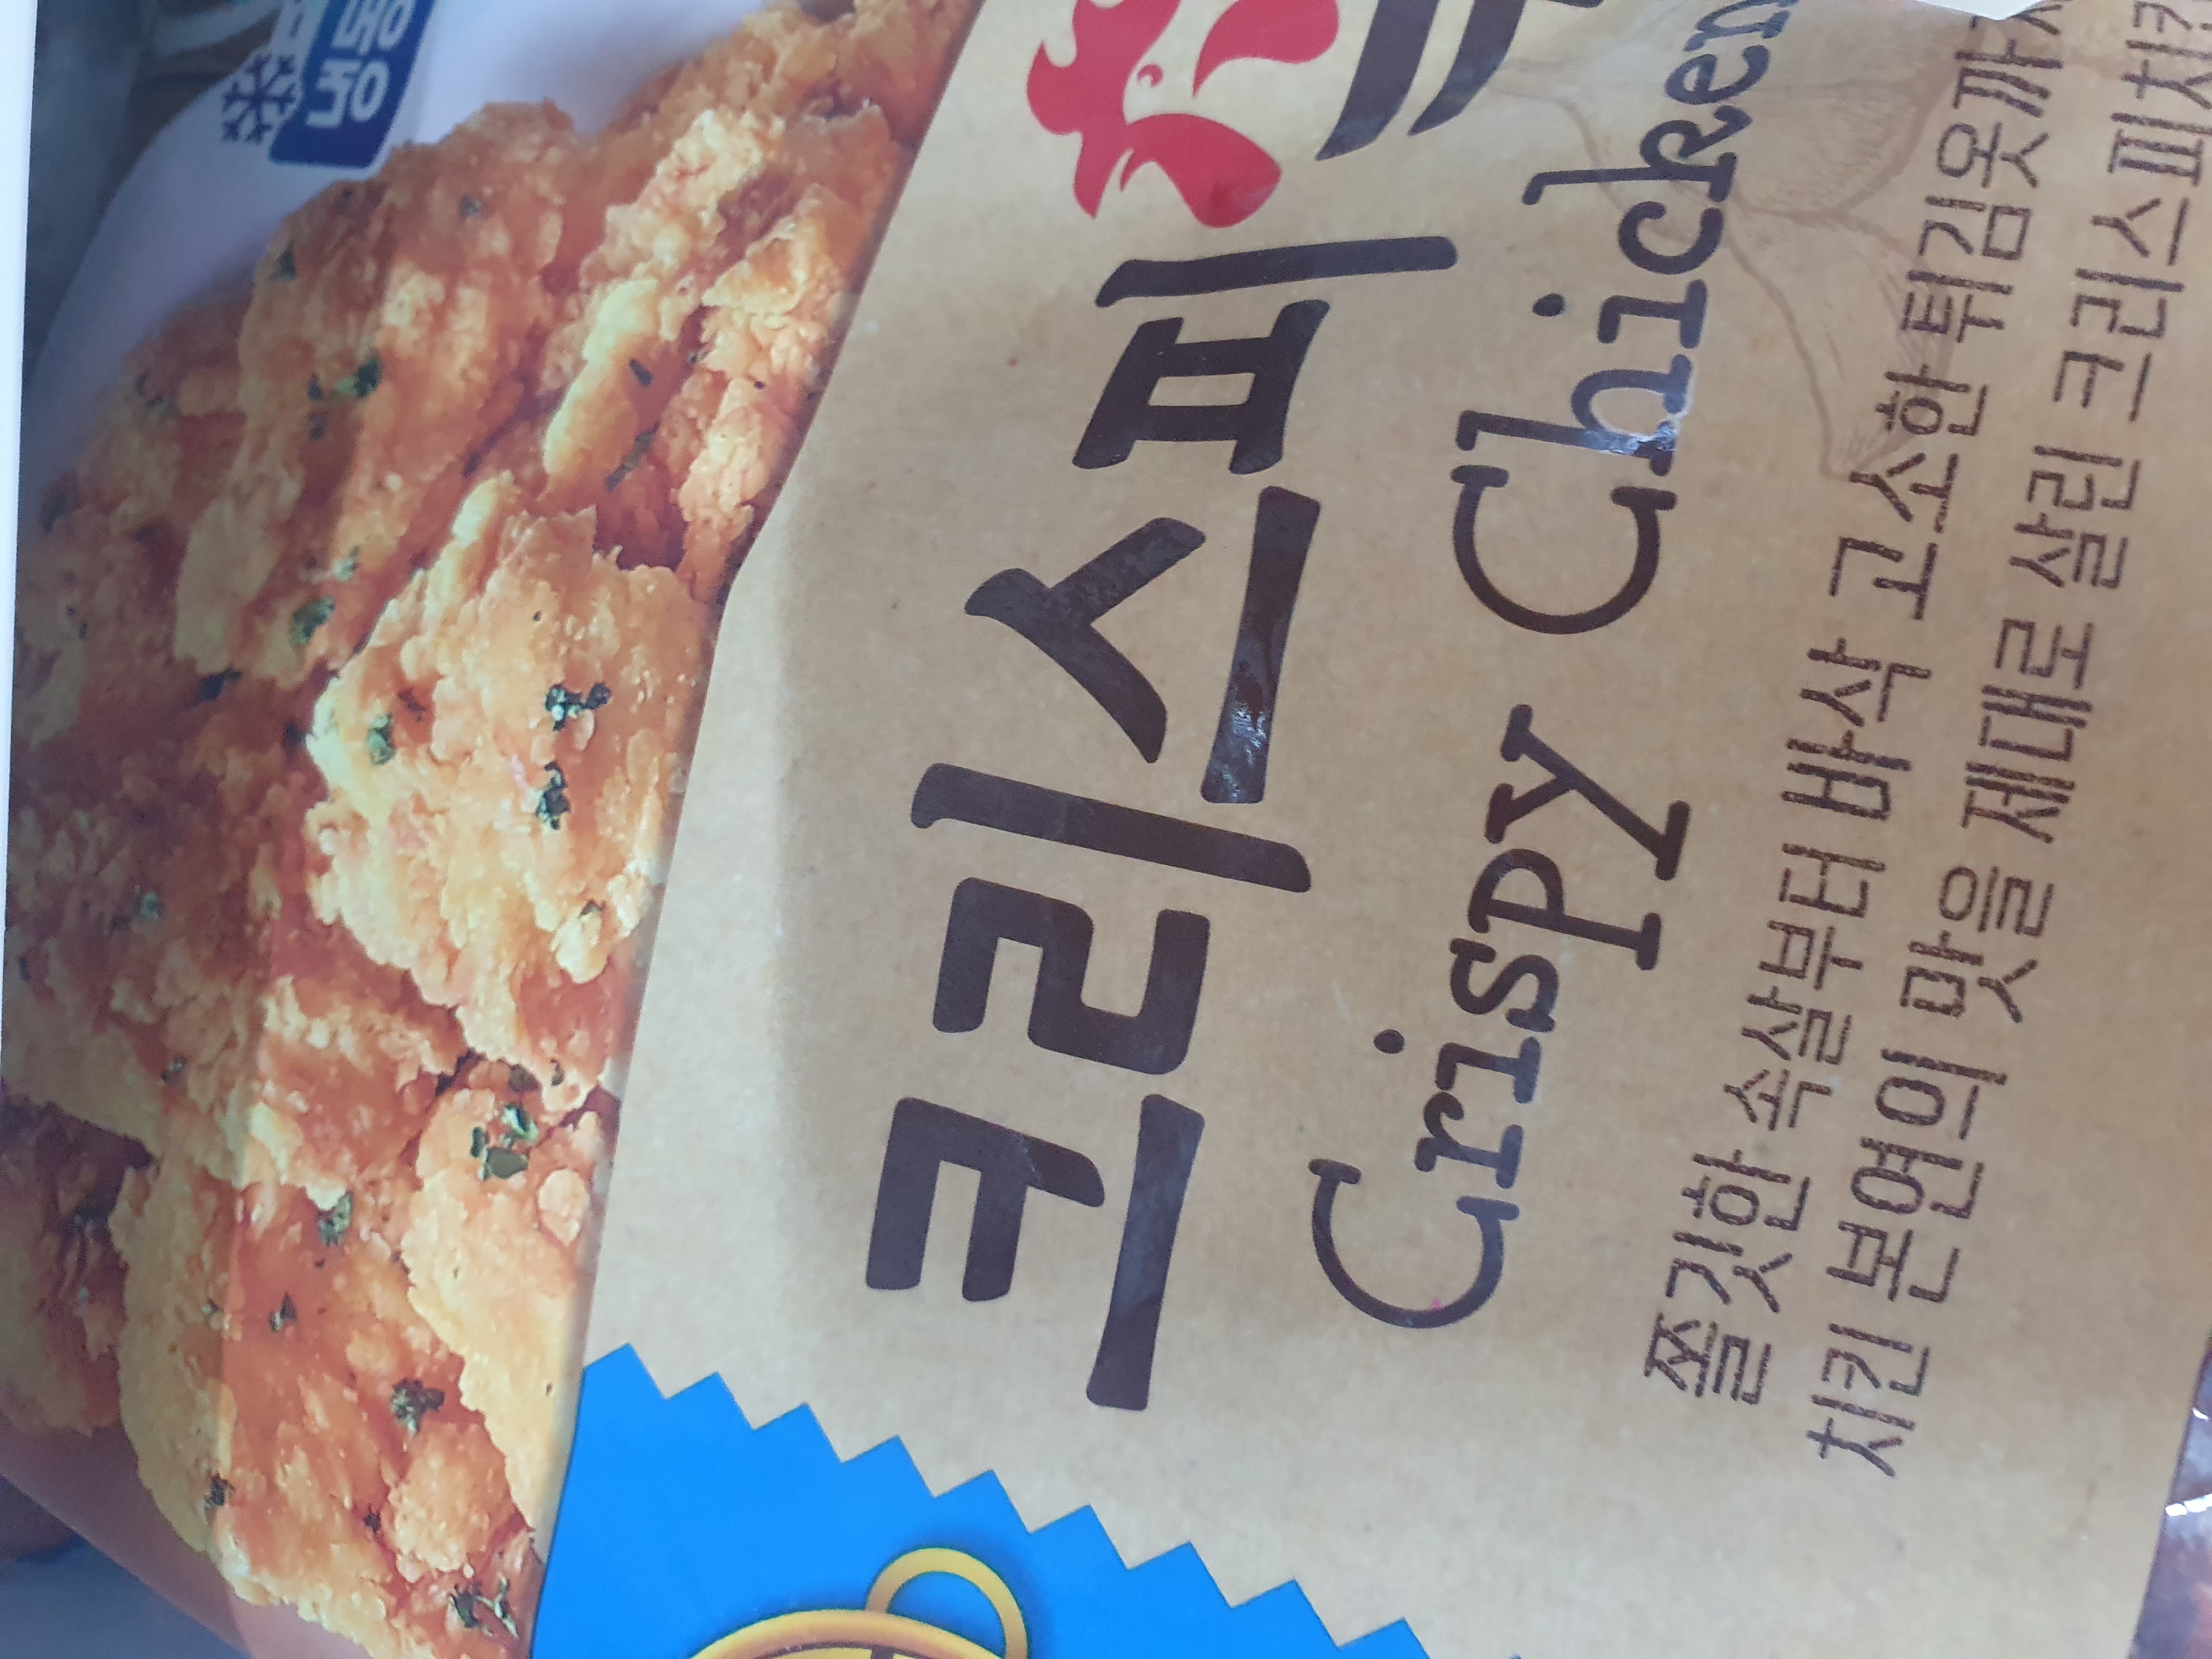 냉동
크리스피
Crispy Chicken
쫄깃한 속살부터 바삭 고소한 튀김옷까지
치킨 본연의 맛을 제대로 살린 크리스피치킨